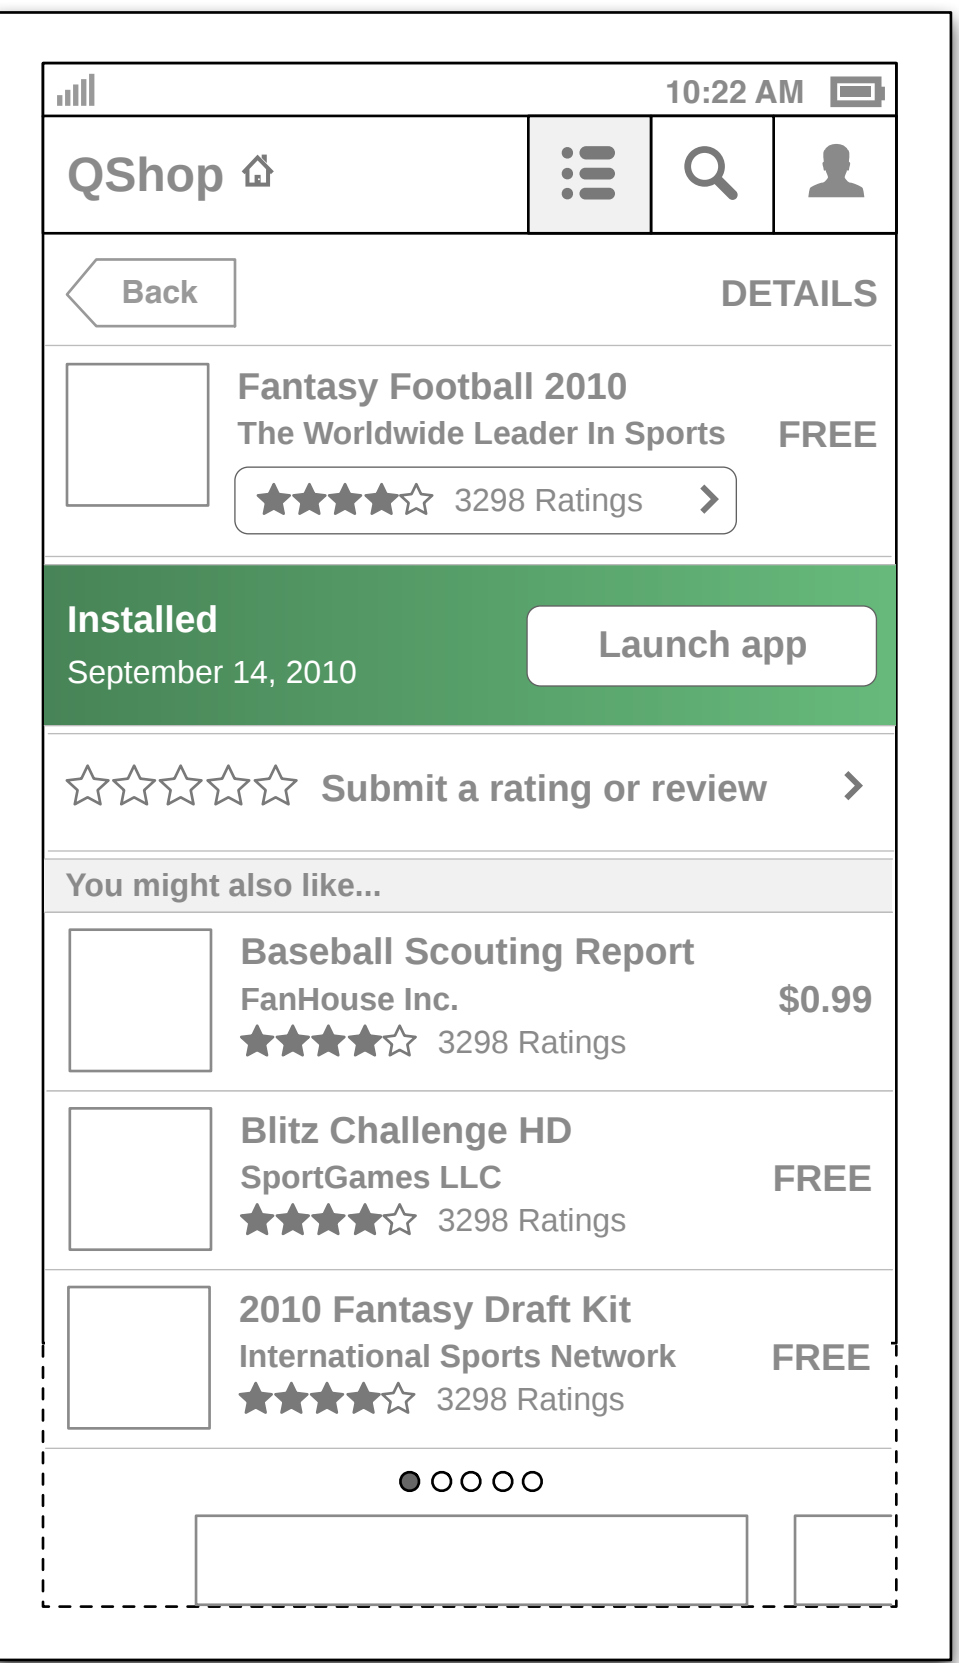 10:22 AM
QShop
Back
DETAILS
Fantasy Football 2010
The Worldwide Leader In Sports
FREE
3298 Ratings
Installed
September 14, 2010
Launch app
Submit a rating or review
You might also like...
Baseball Scouting Report
FanHouse Inc.
$0.99
3298 Ratings
Blitz Challenge HD
SportGames LLC
FREE
3298 Ratings
2010 Fantasy Draft Kit
International Sports Network
FREE
3298 Ratings